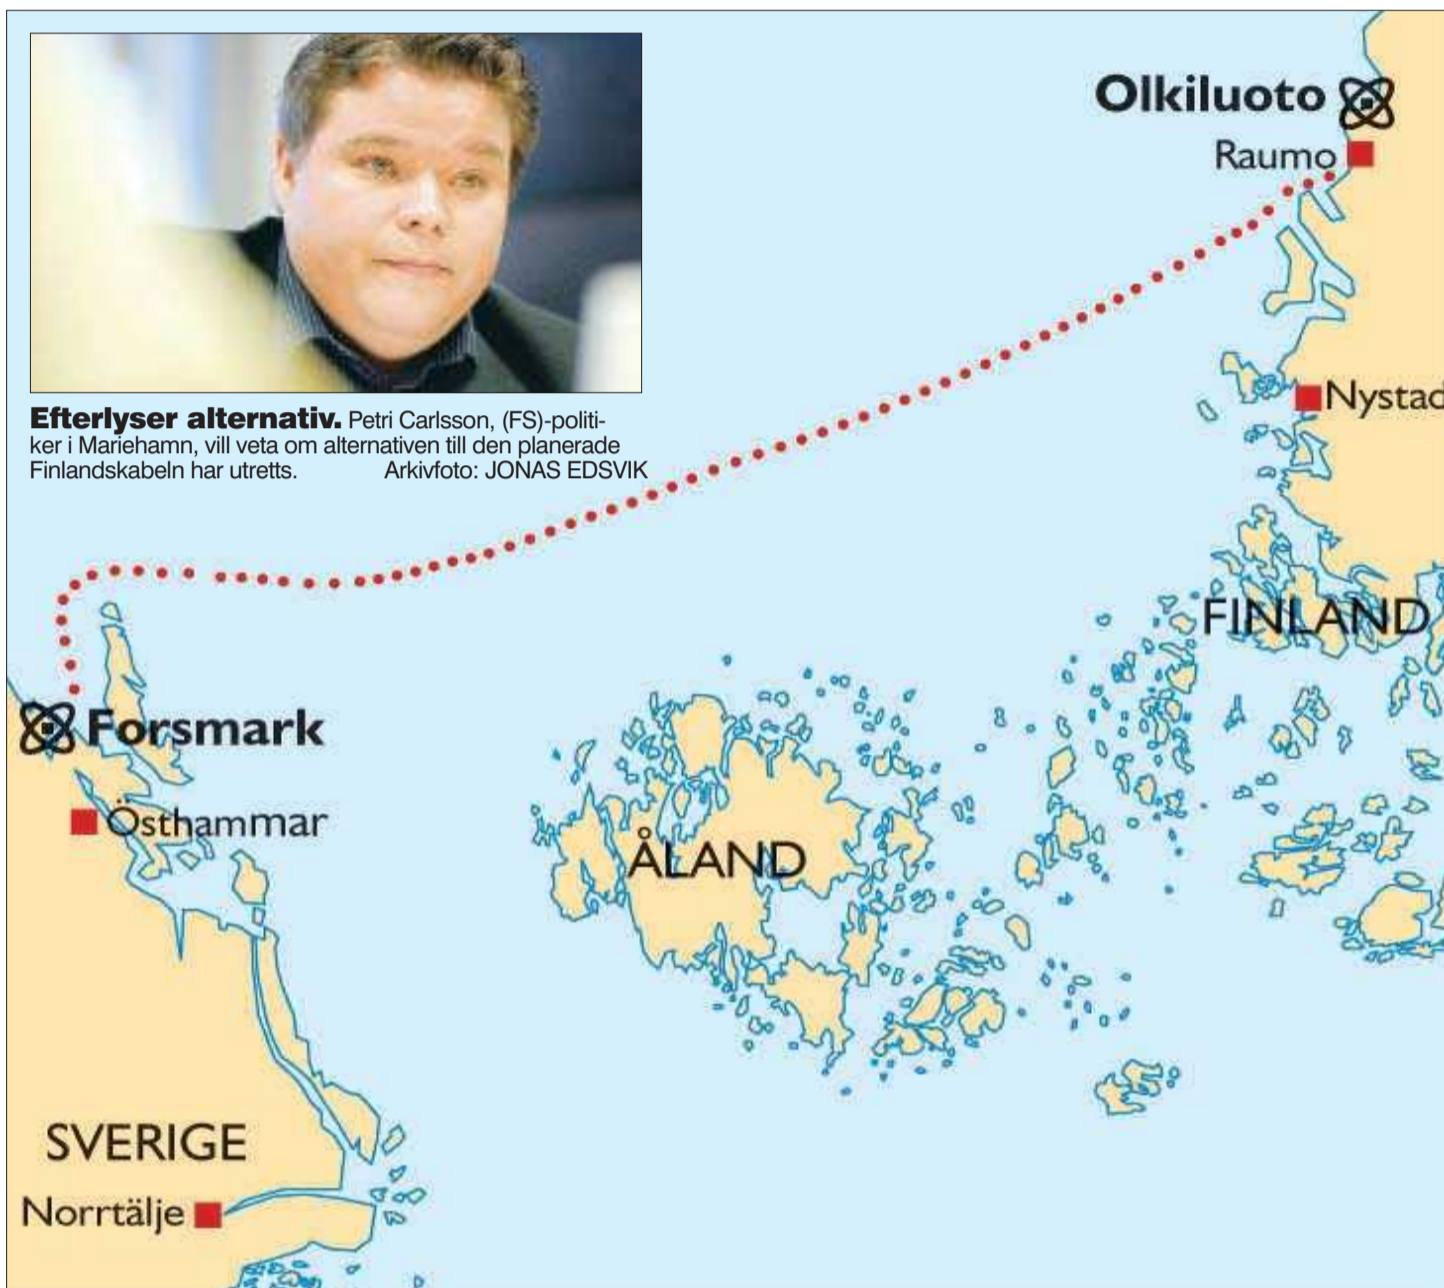 Olkiluoto
Raumo
Efterlyser alternativ. Petri Carlsson, (FS)-politi-
ker i Mariehamn, vill veta om alternativen till den planerade
Finlandskabeln har utretts. Arkivfoto: JONAS EDSVIK
Nystad
FINLAND
Forsmark
Östhammar
ÅLAND
SVERIGE
Norrtälje